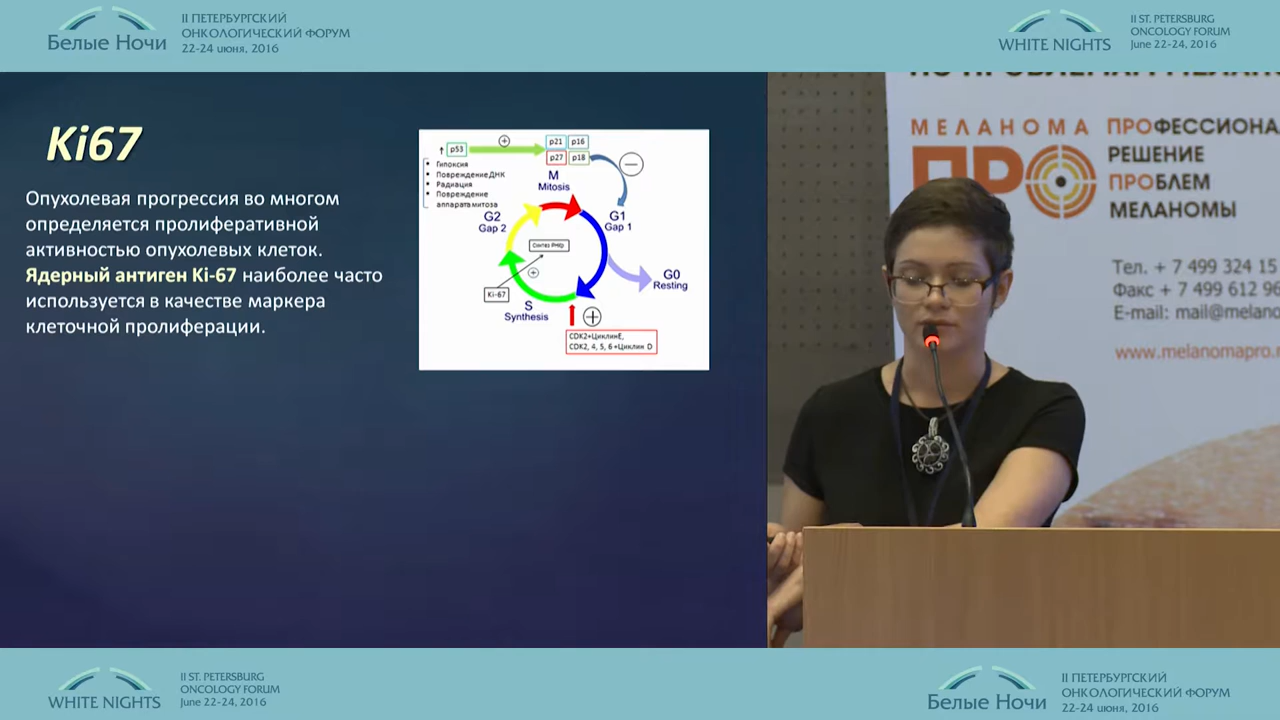 Белые Ночи
II ПЕТЕРБУРГСКИЙ
ОНКОЛОГИЧЕСКИЙ ФОРУМ
22-24 июня, 2016
WHITE NIGHTS
II ST. PETERSBURG
ONCOLOGY FORUM
June 22-24, 2016
Ki67
Опухолевая прогрессия во многом
определяется пролиферативной
активностью опухолевых клеток.
Ядерный антиген Ki-67 наиболее часто
используется в качестве маркера
клеточной пролиферации.
p53
Гипоксия
Повреждение ДНК
Радиация
Повреждение
аппарата митоза
p21
p16
p27
p18
M
Mitosis
G2
Gap 2
G1
Gap 1
Синтез РНК
Ki-67
G0
Resting
S
Synthesis
CDK2+ЦиклинЕ,
CDK2, 4, 5, 6+Циклин D
МЕЛАНОМА
ПРО
ПРОФЕССИОНА
РЕШЕНИЕ
ПРОБЛЕМ
МЕЛАНОМЫ
Тел. + 7 499 324 15
Факс + 7 499 612 96
E-mail: mail@melano
www.melanomapro.
WHITE NIGHTS
II ST. PETERSBURG
ONCOLOGY FORUM
June 22-24, 2016
Белые Ночи
II ПЕТЕРБУРГСКИЙ
ОНКОЛОГИЧЕСКИЙ ФОРУМ
22-24 июня, 2016